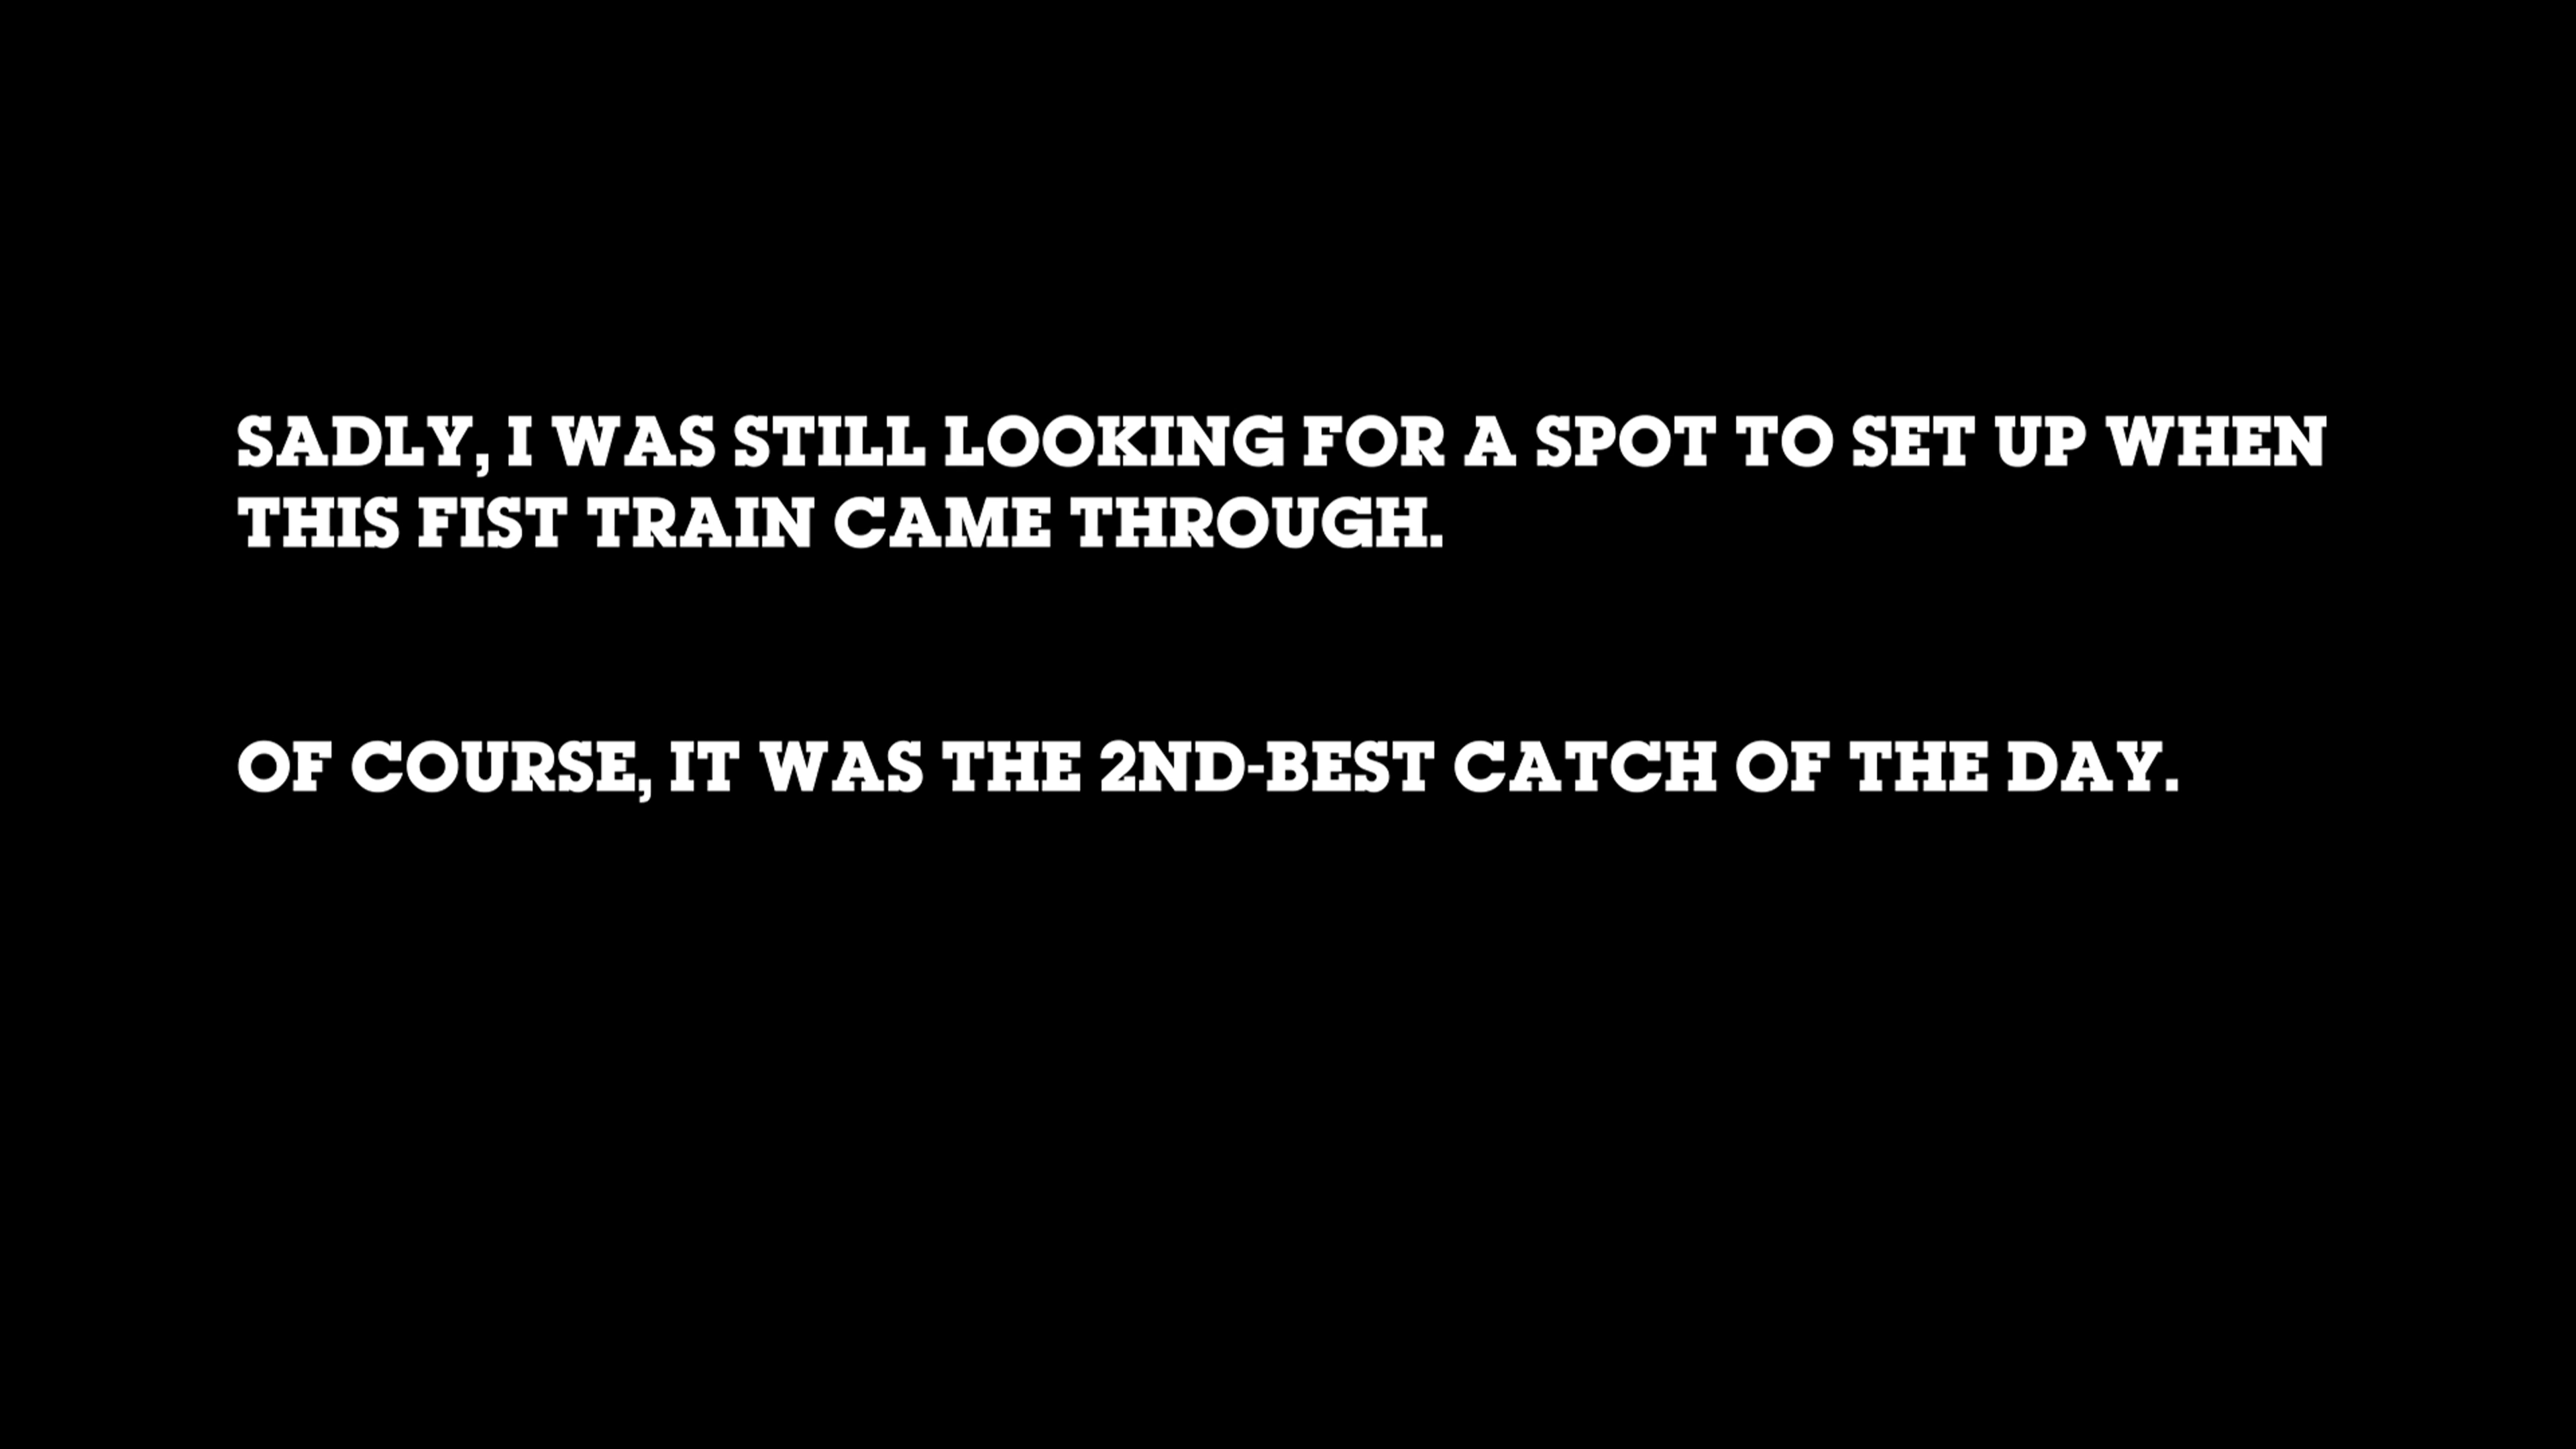 SADLY, I WAS STILL LOOKING FOR A SPOT TO SET UP WHEN
THIS FIST TRAIN CAME THROUGH.
OF COURSE, IT WAS THE 2ND-BEST CATCH OF THE DAY.